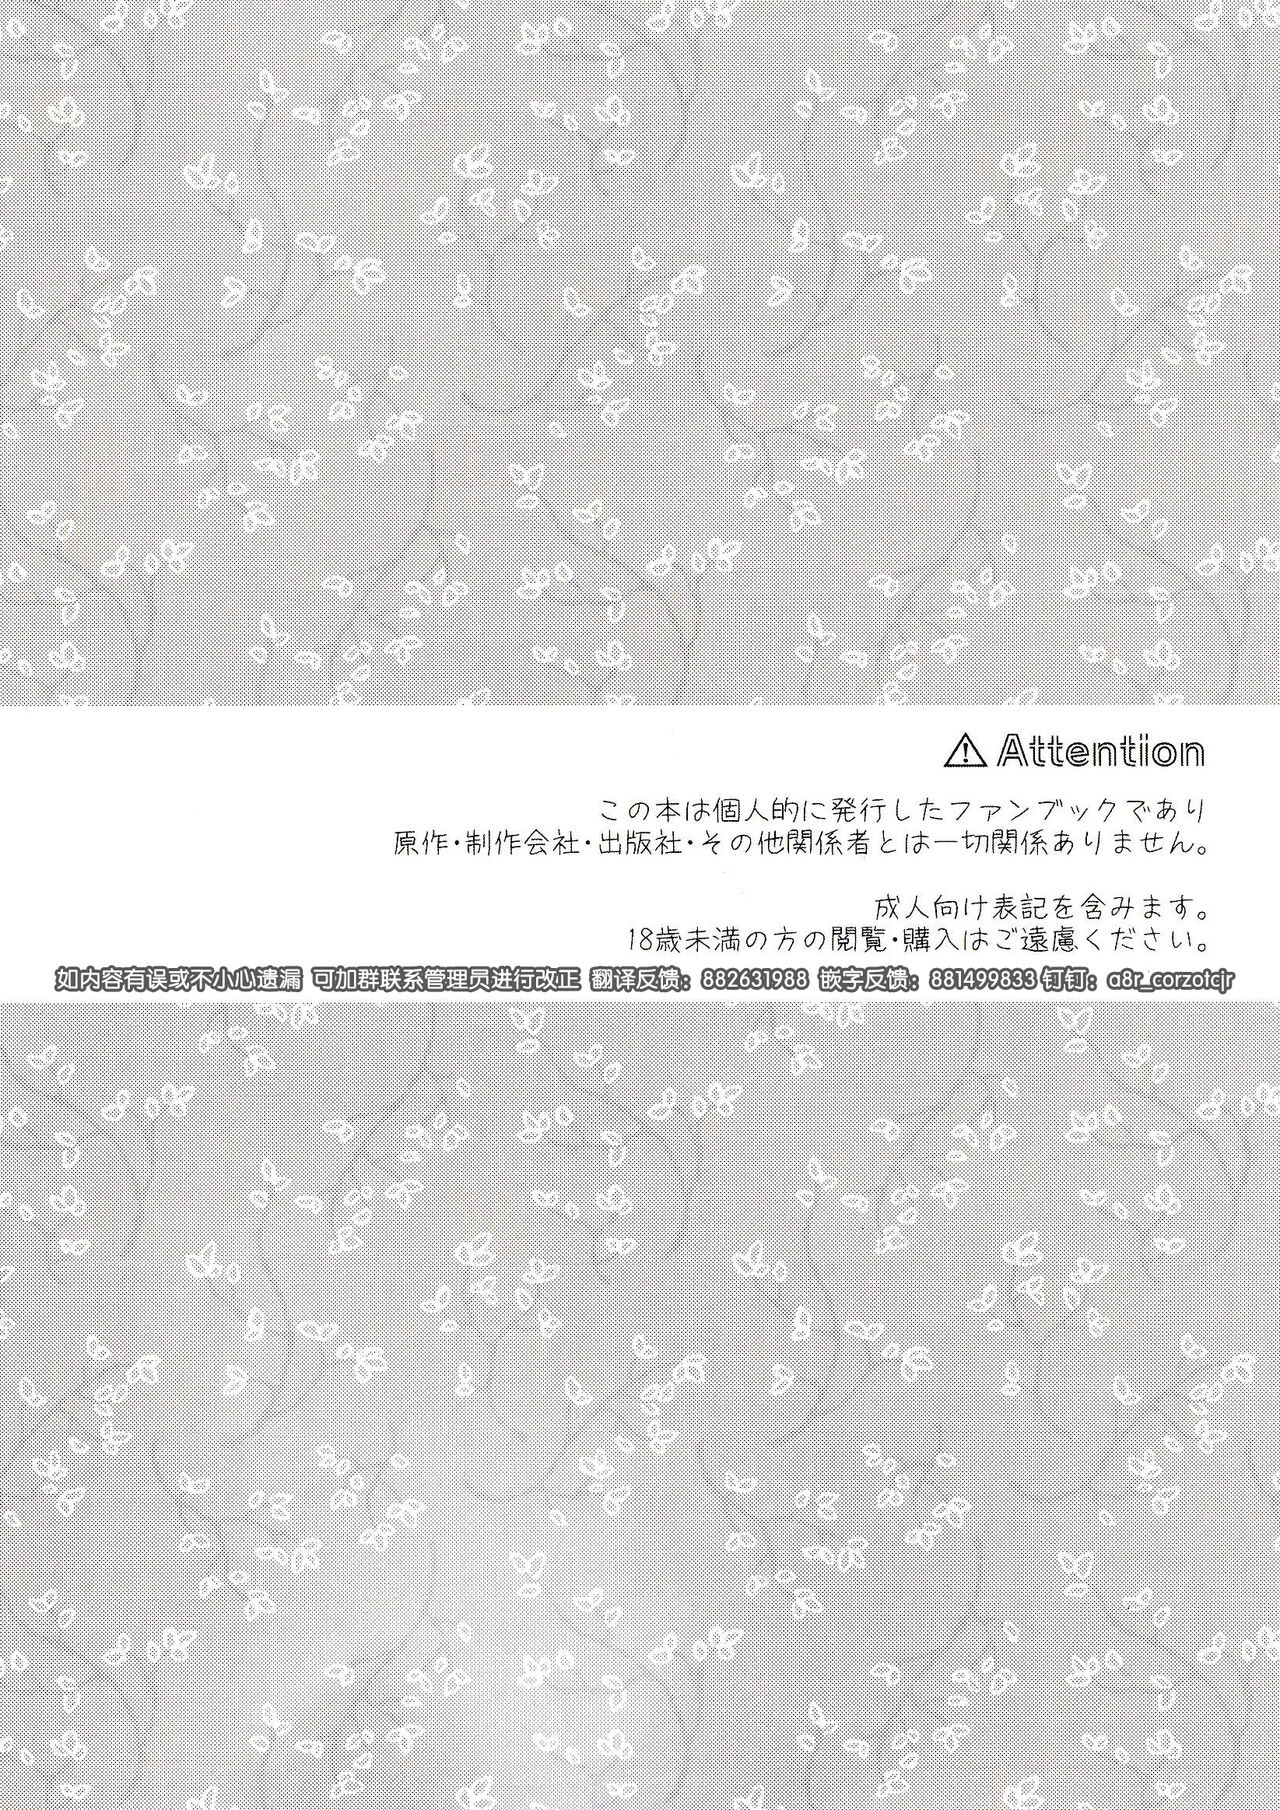 ⚠ Attention
この本は個人的に発行したファンブックであり
原作・制作会社・出版社・その他関係者とは一切関係ありません。
成人向け表記を含みます。
18歳未満の方の閲覧・購入はご遠慮ください。
如内容有误或不小心遗漏 可加群联系管理员进行改正 翻译反馈：882631988 嵌字反馈：881499833 钉钉：a8r_corzotcjr